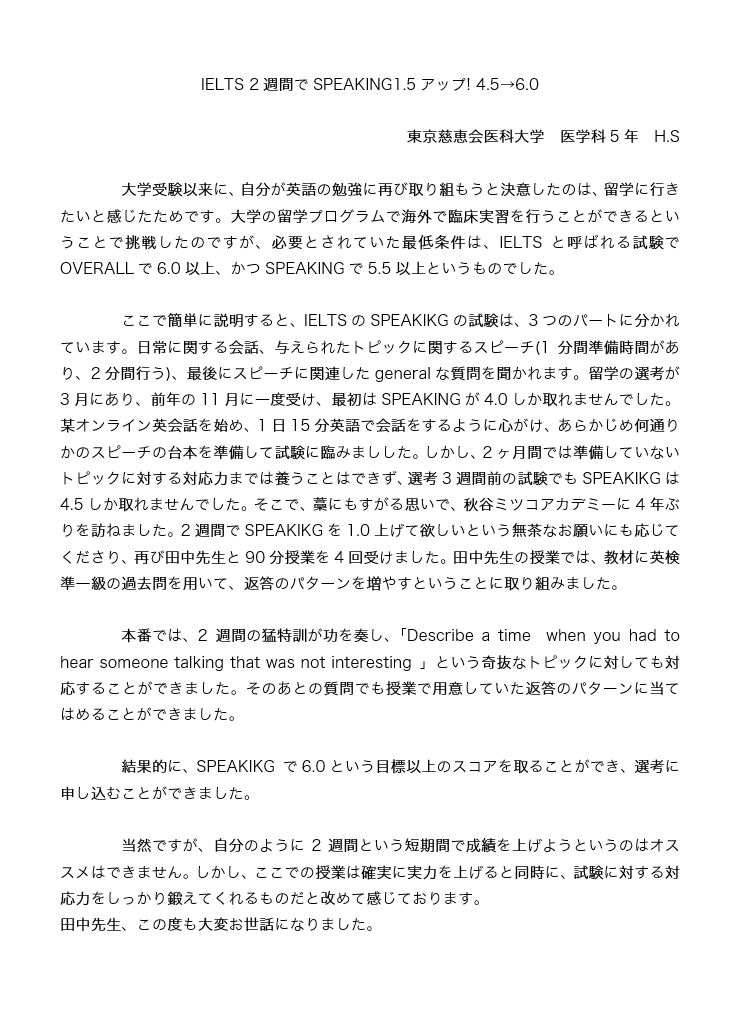 IELTS 2 週間で SPEAKING1.5 アップ! 4.5→6.0
東京慈恵会医科大学　医学科 5 年　H.S
大学受験以来に、自分が英語の勉強に再び取り組もうと決意したのは、留学に行き
たいと感じたためです。大学の留学プログラムで海外で臨床実習を行うことができるとい
うことで挑戦したのですが、必要とされていた最低条件は、IELTS と呼ばれる試験で
OVERALL で 6.0 以上、かつ SPEAKING で 5.5 以上というものでした。
ここで簡単に説明すると、IELTS の SPEAKIKG の試験は、3 つのパートに分かれ
ています。日常に関する会話、与えられたトピックに関するスピーチ(1 分間準備時間があ
り、2 分間行う)、最後にスピーチに関連した general な質問を聞かれます。留学の選考が
3 月にあり、前年の 11 月に一度受け、最初は SPEAKING が 4.0 しか取れませんでした。
某オンライン英会話を始め、1 日 15 分英語で会話をするように心がけ、あらかじめ何通り
かのスピーチの台本を準備して試験に臨みましした。しかし、2 ヶ月間では準備していない
トピックに対する対応力までは養うことはできず、選考 3 週間前の試験でも SPEAKIKG は
4.5 しか取れませんでした。そこで、藁にもすがる思いで、秋谷ミツコアカデミーに 4 年ぶ
りを訪ねました。2 週間で SPEAKIKG を 1.0 上げて欲しいという無茶なお願いにも応じて
くださり、再び田中先生と 90 分授業を 4 回受けました。田中先生の授業では、教材に英検
準一級の過去問を用いて、返答のパターンを増やすということに取り組みました。
本番では、2 週間の猛特訓が功を奏し、「Describe a time　when you had to
hear someone talking that was not interesting 」という奇抜なトピックに対しても対
応することができました。そのあとの質問でも授業で用意していた返答のパターンに当て
はめることができました。
結果的に、SPEAKIKG で 6.0 という目標以上のスコアを取ることができ、選考に
申し込むことができました。
当然ですが、自分のように 2 週間という短期間で成績を上げようというのはオス
スメはできません。しかし、ここでの授業は確実に実力を上げると同時に、試験に対する対
応力をしっかり鍛えてくれるものだと改めて感じております。
田中先生、この度も大変お世話になりました。